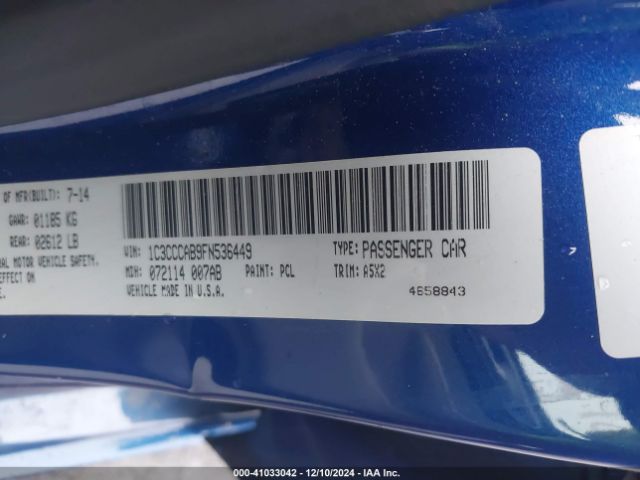 OF MFR(BUILT): 7-14
GAWR: 01185 KG
REAR: 02612 LB
AL MOTOR VEHICLE SAFETY.
EFFECT ON
E.
VIN: 1C3CCCAB9FN536449
TYPE: PASSENGER CAR
MDH: 072114 007AB
PAINT: PCL
TRIM: A5X2
VEHICLE MADE IN U.S.A.
4658843
000-41033042 • 12/10/2024 • IAA Inc.